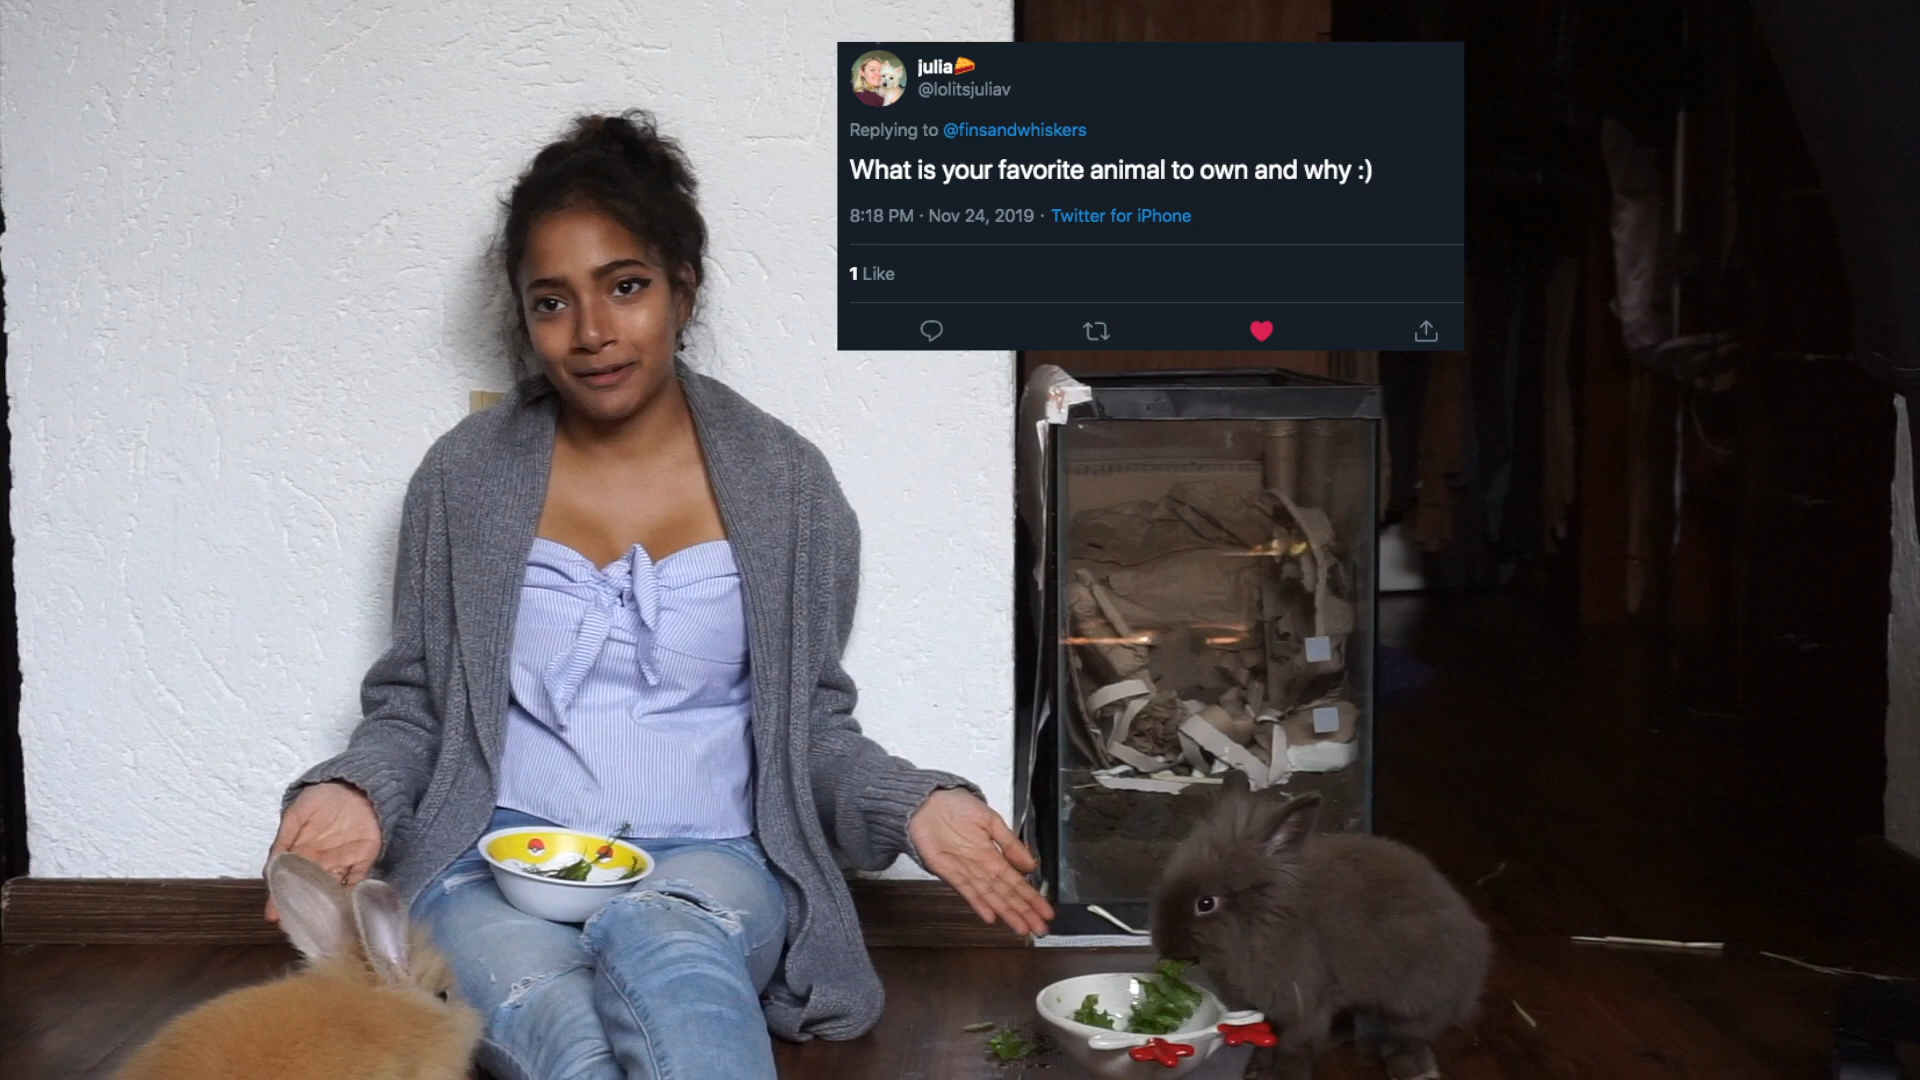 julia🍕
@lolitsjuliav
Replying to @finsandwhiskers
What is your favorite animal to own and why :)
8:18 PM · Nov 24, 2019 · Twitter for iPhone
1 Like